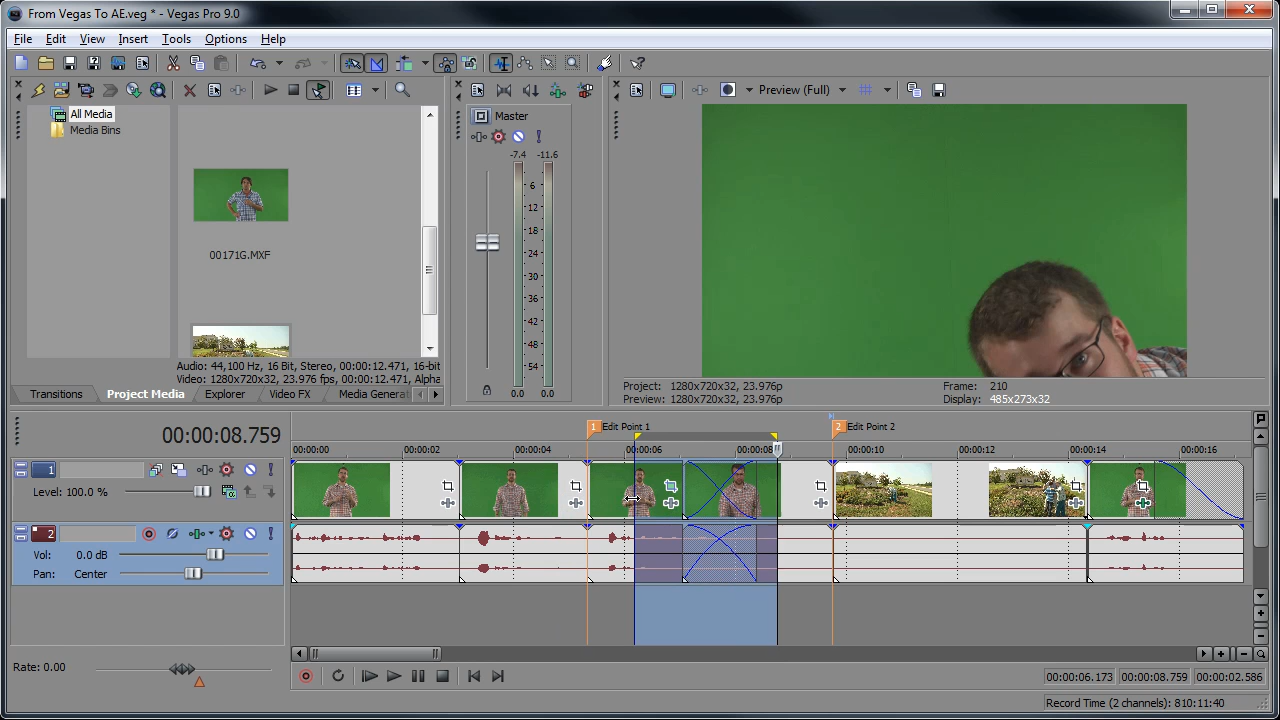 From Vegas To AE.veg * - Vegas Pro 9.0
File Edit View Insert Tools Options Help
All Media
Media Bins
00171G.MXF
Audio: 44,100 Hz, 16 Bit, Stereo, 00:00:12.471, 16-bit
Video: 1280x720x32, 23.976 fps, 00:00:12.471, Alpha
Transitions Project Media Explorer Video FX Media Generat
Master
-7.4 -11.6
6
12
18
24
30
36
42
48
54
0.0 0.0
Preview (Full)
Project: 1280x720x32, 23.976p
Preview: 1280x720x32, 23.976p
Frame: 210
Display: 485x273x32
00:00:08.759
1 Edit Point 1
2 Edit Point 2
00:00:00 00:00:02 00:00:04 00:00:06 00:00:08 00:00:10 00:00:12 00:00:14 00:00:16
1
Level: 100.0 %
2
Vol: 0.0 dB
Pan: Center
Rate: 0.00
00:00:06.173 00:00:08.759 00:00:02.586
Record Time (2 channels): 810:11:40